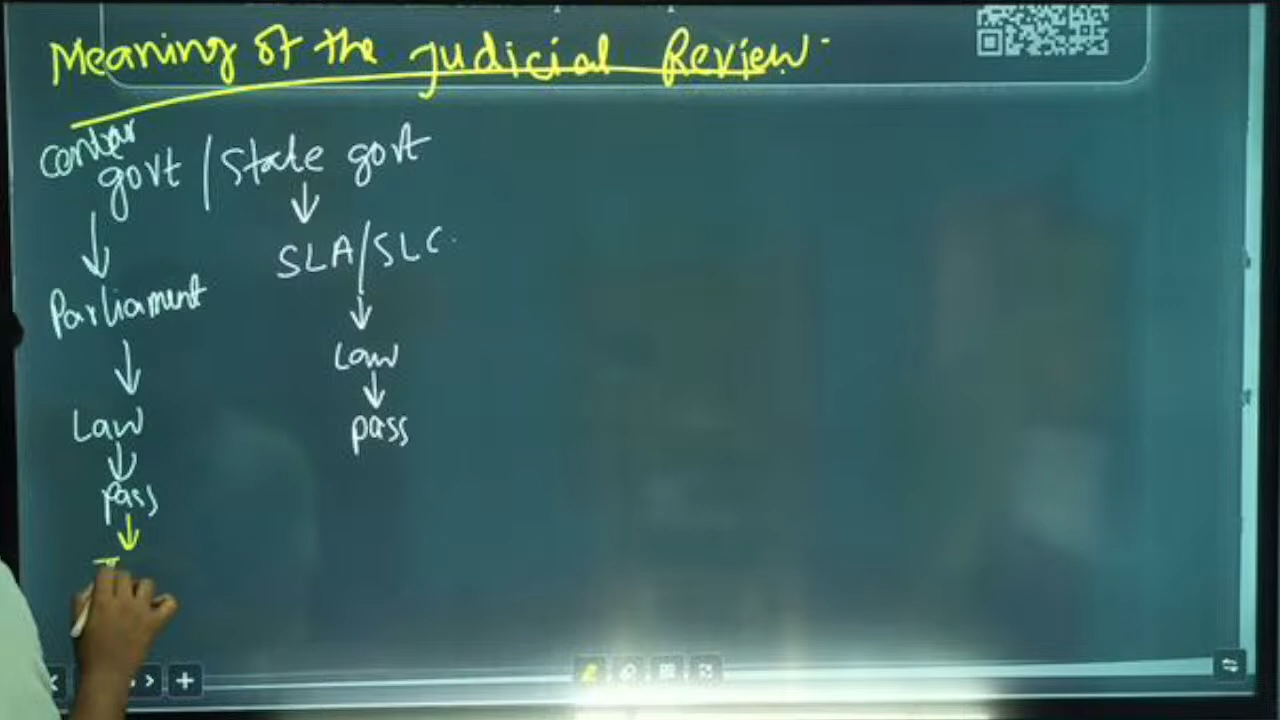 Meaning of the Judicial Review
center govt / State govt
SLA/SLC
Parliament
Law
pass
Law
pass